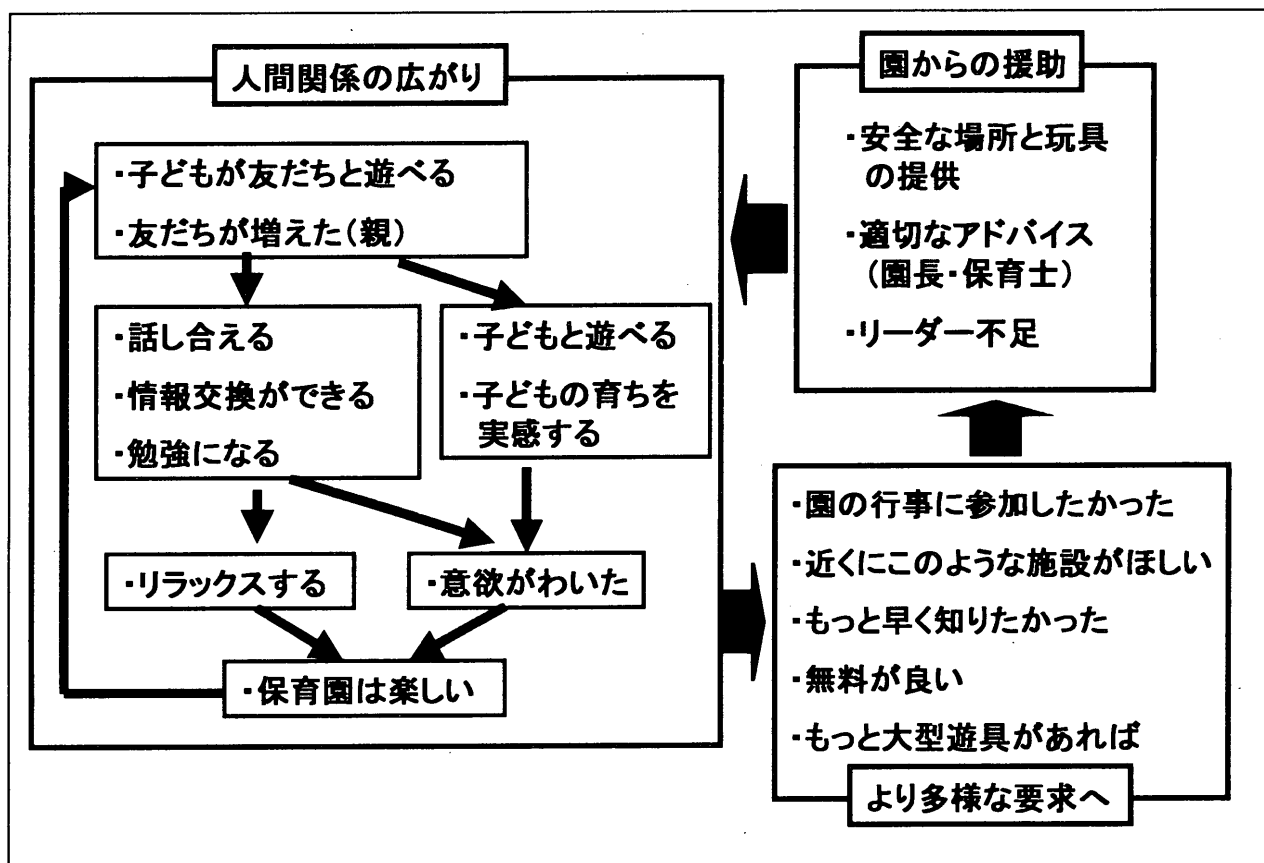 人間関係の広がり
・子どもが友だちと遊べる
・友だちが増えた(親)
・話し合える
・情報交換ができる
・勉強になる
・子どもと遊べる
・子どもの育ちを
実感する
・リラックスする
・意欲がわいた
・保育園は楽しい
園からの援助
・安全な場所と玩具
の提供
・適切なアドバイス
(園長・保育士)
・リーダー不足
・園の行事に参加したかった
・近くにこのような施設がほしい
・もっと早く知りたかった
・無料が良い
・もっと大型遊具があれば
より多様な要求へ